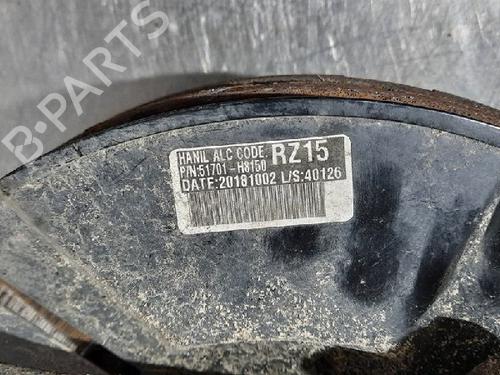 B-PARTS
HANIL ALC CODE RZ15
P/N:51701-H8150
DATE:20181002 L/S:40126